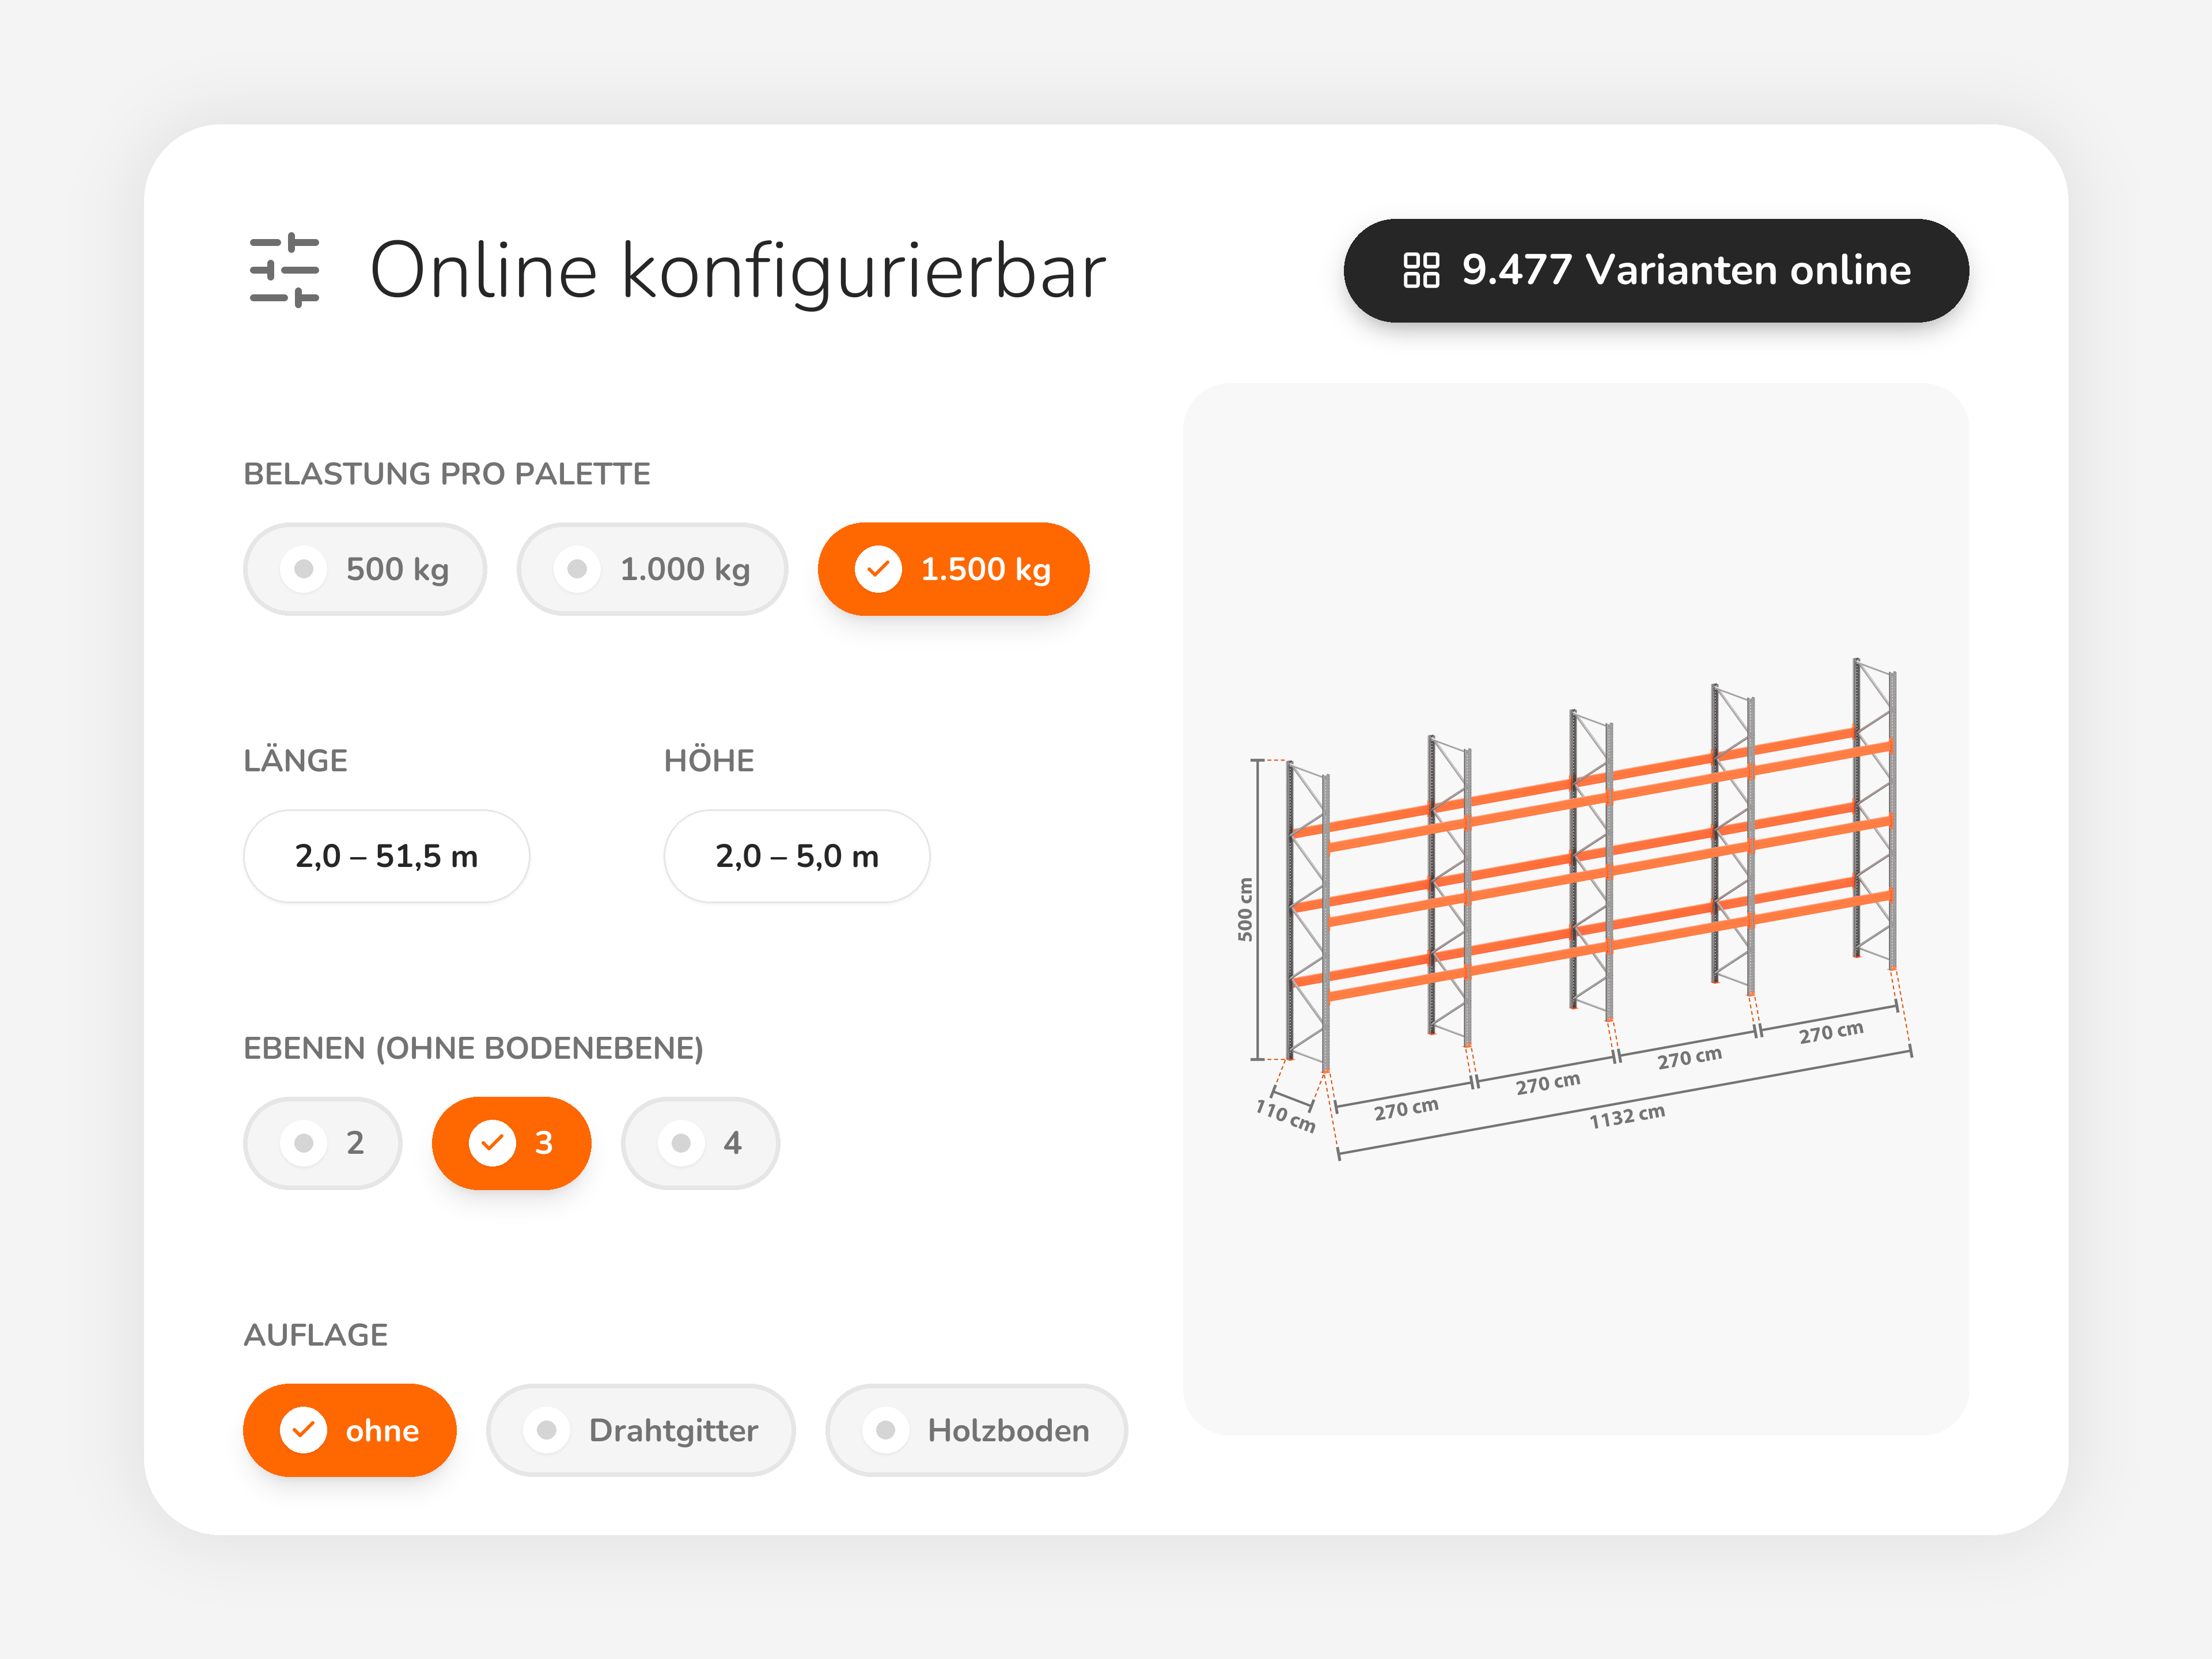 Online konfigurierbar
9.477 Varianten online
BELASTUNG PRO PALETTE
500 kg
1.000 kg
1.500 kg
LÄNGE
HÖHE
2,0 – 51,5 m
2,0 – 5,0 m
EBENEN (OHNE BODENEBENE)
2
3
4
AUFLAGE
ohne
Drahtgitter
Holzboden
500 cm
110 cm
270 cm
270 cm
270 cm
270 cm
1132 cm